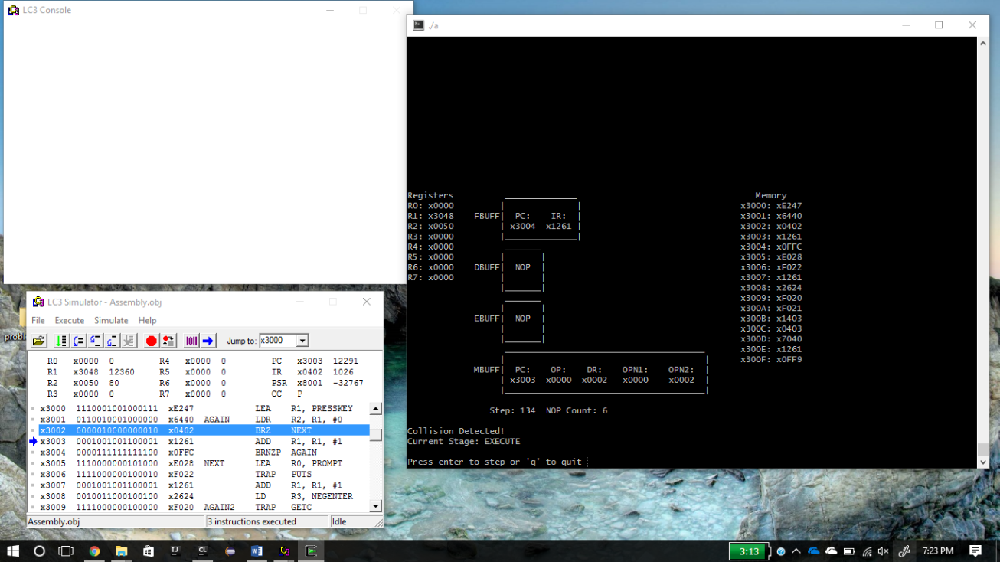 LC3 Console
./a
Registers
R0: x0000
R1: x3048
R2: x0050
R3: x0000
R4: x0000
R5: x0000
R6: x0000
R7: x0000
FBUFF PC: IR:
x3004 x1261
DBUFF NOP
EBUFF NOP
MBUFF PC: OP: DR: OPN1: OPN2:
x3003 x0000 x0002 x0000 x0002
Memory
x3000: xE247
x3001: x6440
x3002: x0402
x3003: x1261
x3004: x0FFC
x3005: xE028
x3006: xF022
x3007: x1261
x3008: x2624
x3009: xF020
x300A: xF021
x300B: x1403
x300C: x0403
x300D: x7040
x300E: x1261
x300F: x0FF9
Step: 134 NOP Count: 6
Collision Detected!
Current Stage: EXECUTE
Press enter to step or 'q' to quit
LC3 Simulator - Assembly.obj
File Execute Simulate Help
Jump to: x3000
R0 x0000 0 R4 x0000 0 PC x3003 12291
R1 x3048 12360 R5 x0000 0 IR x0402 1026
R2 x0050 80 R6 x0000 0 PSR x8001 -32767
R3 x0000 0 R7 x0000 0 CC P
x3000 1110001001000111 xE247 LEA R1, PRESSKEY
x3001 0110010001000000 x6440 AGAIN LDR R2, R1, #0
x3002 0000010000000010 x0402 BRZ NEXT
x3003 0001001001100001 x1261 ADD R1, R1, #1
x3004 0000111111111100 x0FFC BRNZP AGAIN
x3005 1110000000101000 xE028 NEXT LEA R0, PROMPT
x3006 1111000000100010 xF022 TRAP PUTS
x3007 0001001001100001 x1261 ADD R1, R1, #1
x3008 0010011000100100 x2624 LD R3, NEGENTER
x3009 1111000000100000 xF020 AGAIN2 TRAP GETC
Assembly.obj 3 instructions executed Idle
IJ CL
3:13 7:23 PM